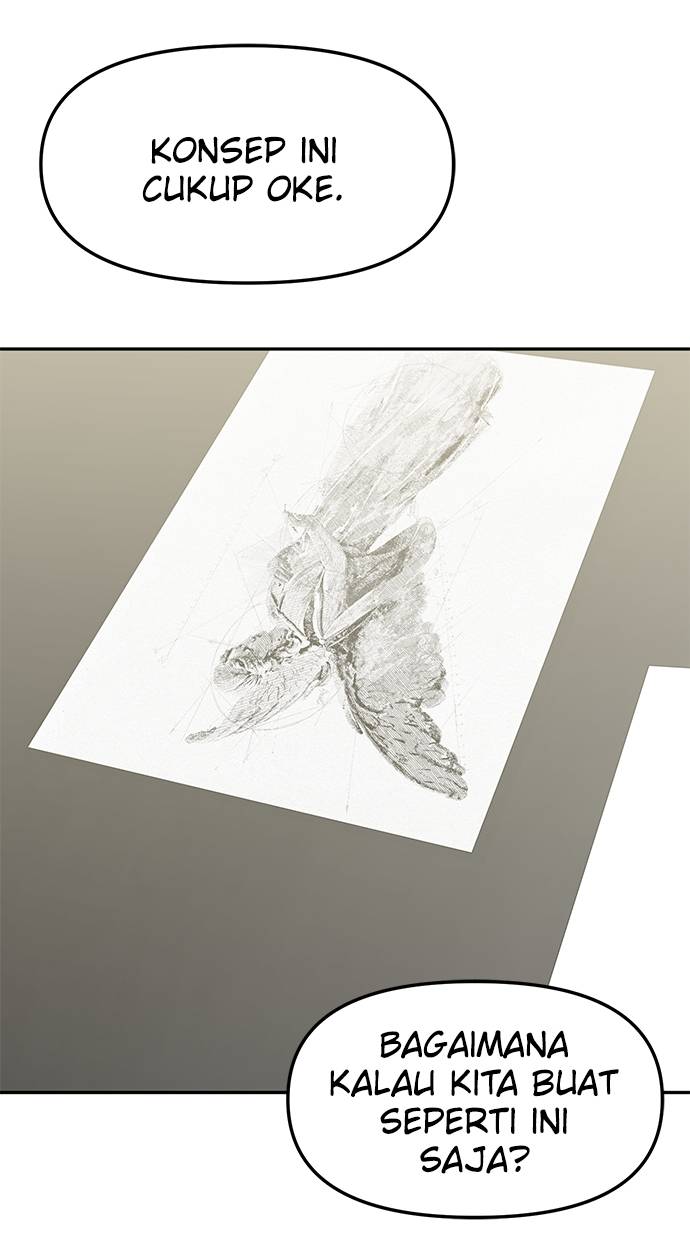 KONSEP INI
CUKUP OKE.
BAGAIMANA
KALAU KITA BUAT
SEPERTI INI
SAJA?